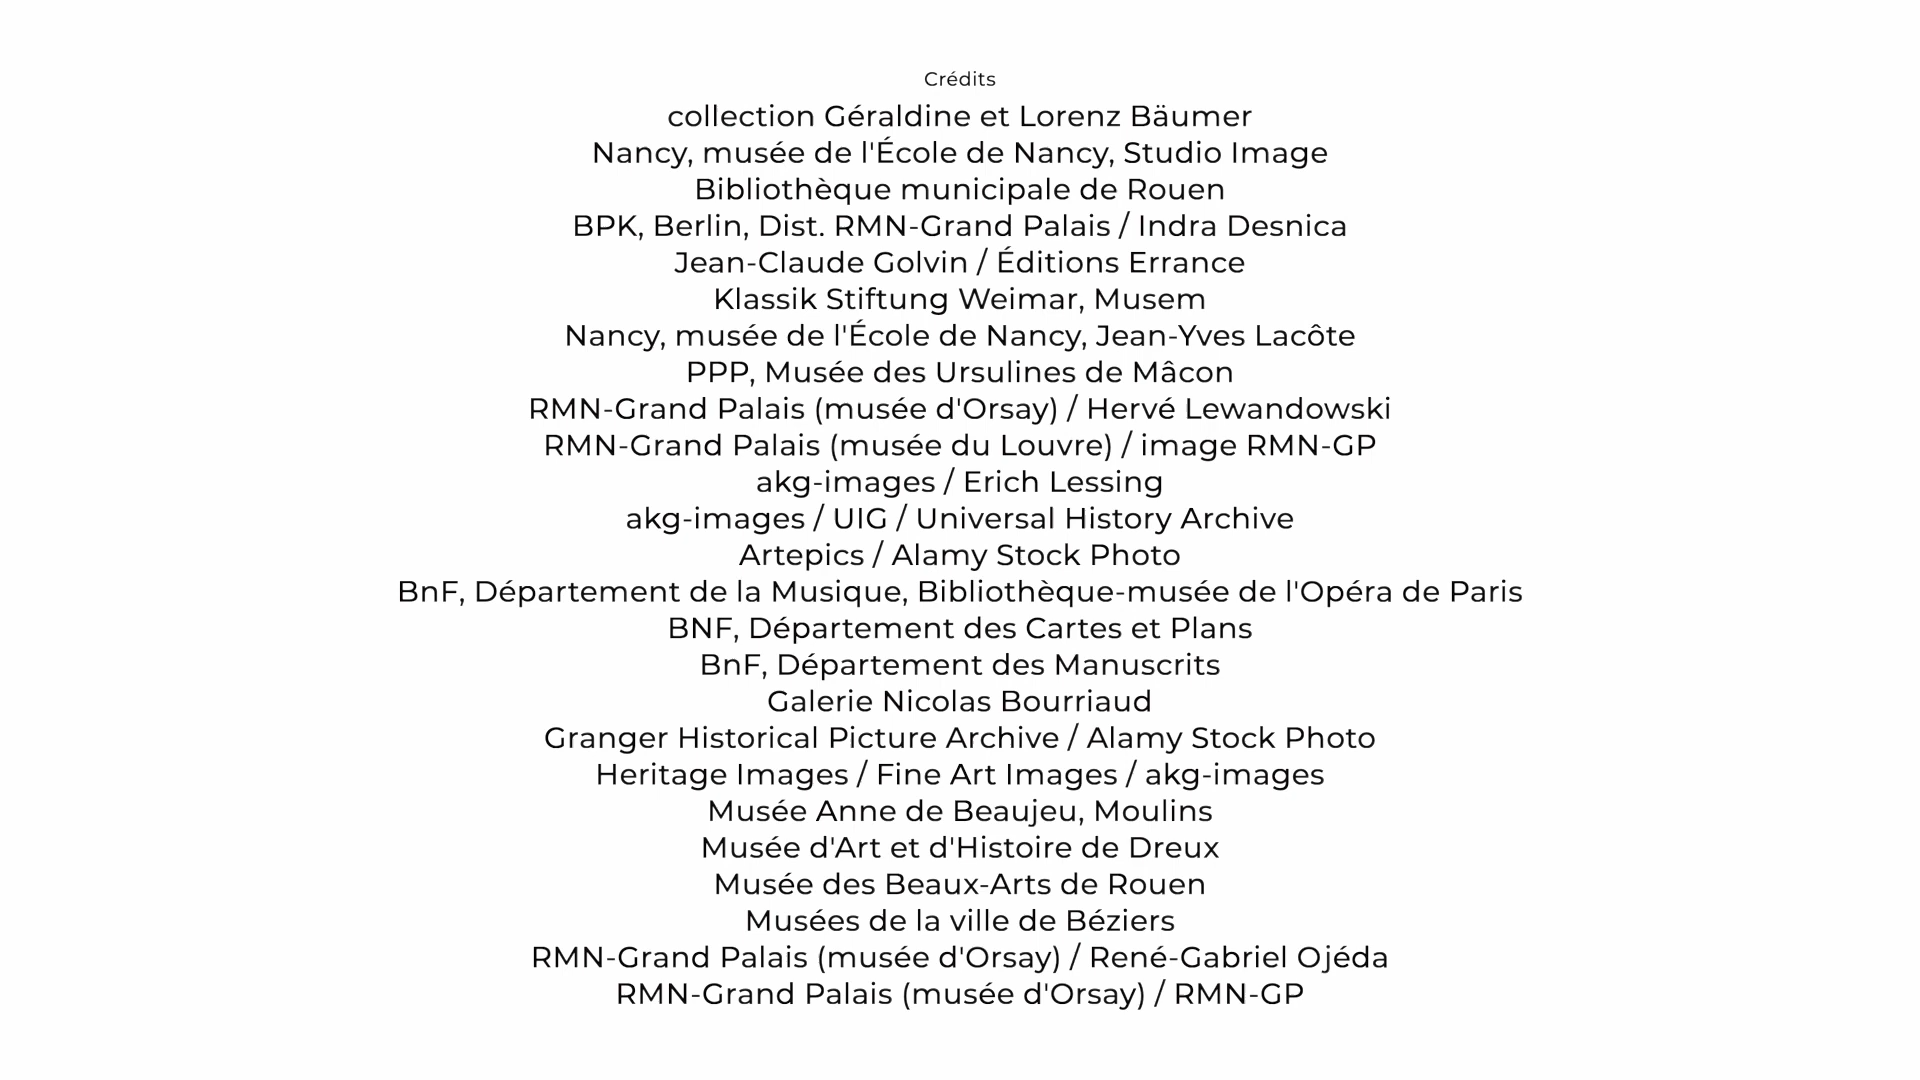 Crédits
collection Géraldine et Lorenz Bäumer
Nancy, musée de l'École de Nancy, Studio Image
Bibliothèque municipale de Rouen
BPK, Berlin, Dist. RMN-Grand Palais / Indra Desnica
Jean-Claude Golvin / Éditions Errance
Klassik Stiftung Weimar, Musem
Nancy, musée de l'École de Nancy, Jean-Yves Lacôte
PPP, Musée des Ursulines de Mâcon
RMN-Grand Palais (musée d'Orsay) / Hervé Lewandowski
RMN-Grand Palais (musée du Louvre) / image RMN-GP
akg-images / Erich Lessing
akg-images / UIG / Universal History Archive
Artepics / Alamy Stock Photo
BnF, Département de la Musique, Bibliothèque-musée de l'Opéra de Paris
BNF, Département des Cartes et Plans
BnF, Département des Manuscrits
Galerie Nicolas Bourriaud
Granger Historical Picture Archive / Alamy Stock Photo
Heritage Images / Fine Art Images / akg-images
Musée Anne de Beaujeu, Moulins
Musée d'Art et d'Histoire de Dreux
Musée des Beaux-Arts de Rouen
Musées de la ville de Béziers
RMN-Grand Palais (musée d'Orsay) / René-Gabriel Ojéda
RMN-Grand Palais (musée d'Orsay) / RMN-GP